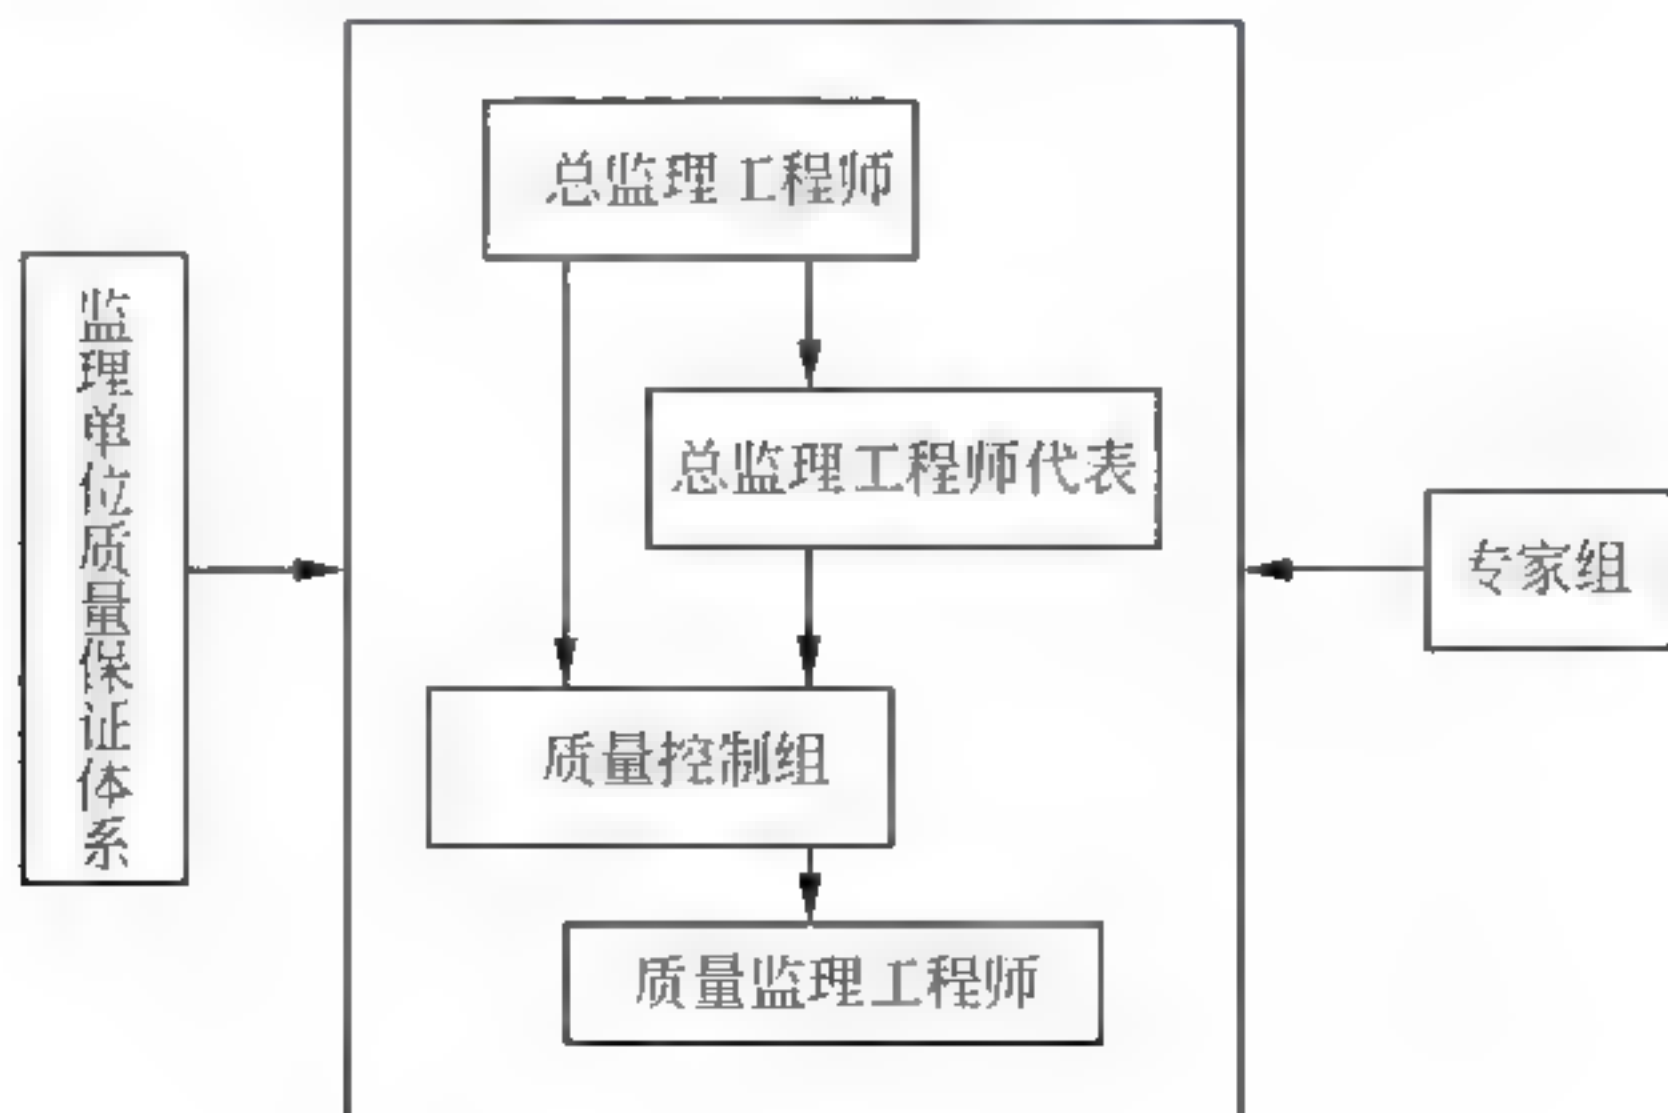 总监理工程师
监理单位质量保证体系
总监理工程师代表
专家组
质量控制组
质量监理工程师